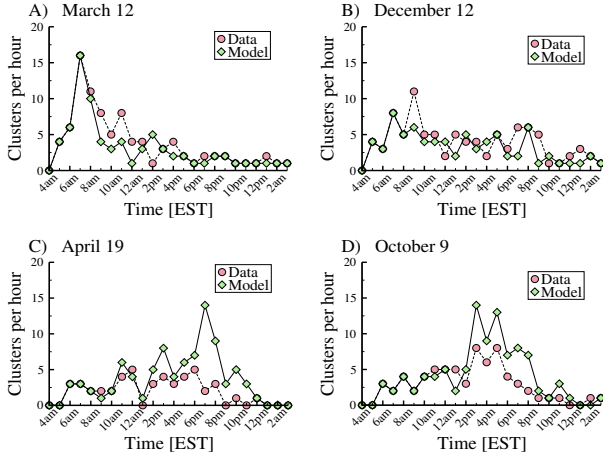 A) March 12
Clusters per hour
20
15
10
5
0
Data
Model
4am
6am
8am
10am
12am
2pm
4pm
6pm
8pm
10pm
12pm
2am
Time [EST]
B) December 12
Clusters per hour
20
15
10
5
0
Data
Model
4am
6am
8am
10am
12am
2pm
4pm
6pm
8pm
10pm
12pm
2am
Time [EST]
C) April 19
Clusters per hour
20
15
10
5
0
Data
Model
4am
6am
8am
10am
12am
2pm
4pm
6pm
8pm
10pm
12pm
2am
Time [EST]
D) October 9
Clusters per hour
20
15
10
5
0
Data
Model
4am
6am
8am
10am
12am
2pm
4pm
6pm
8pm
10pm
12pm
2am
Time [EST]